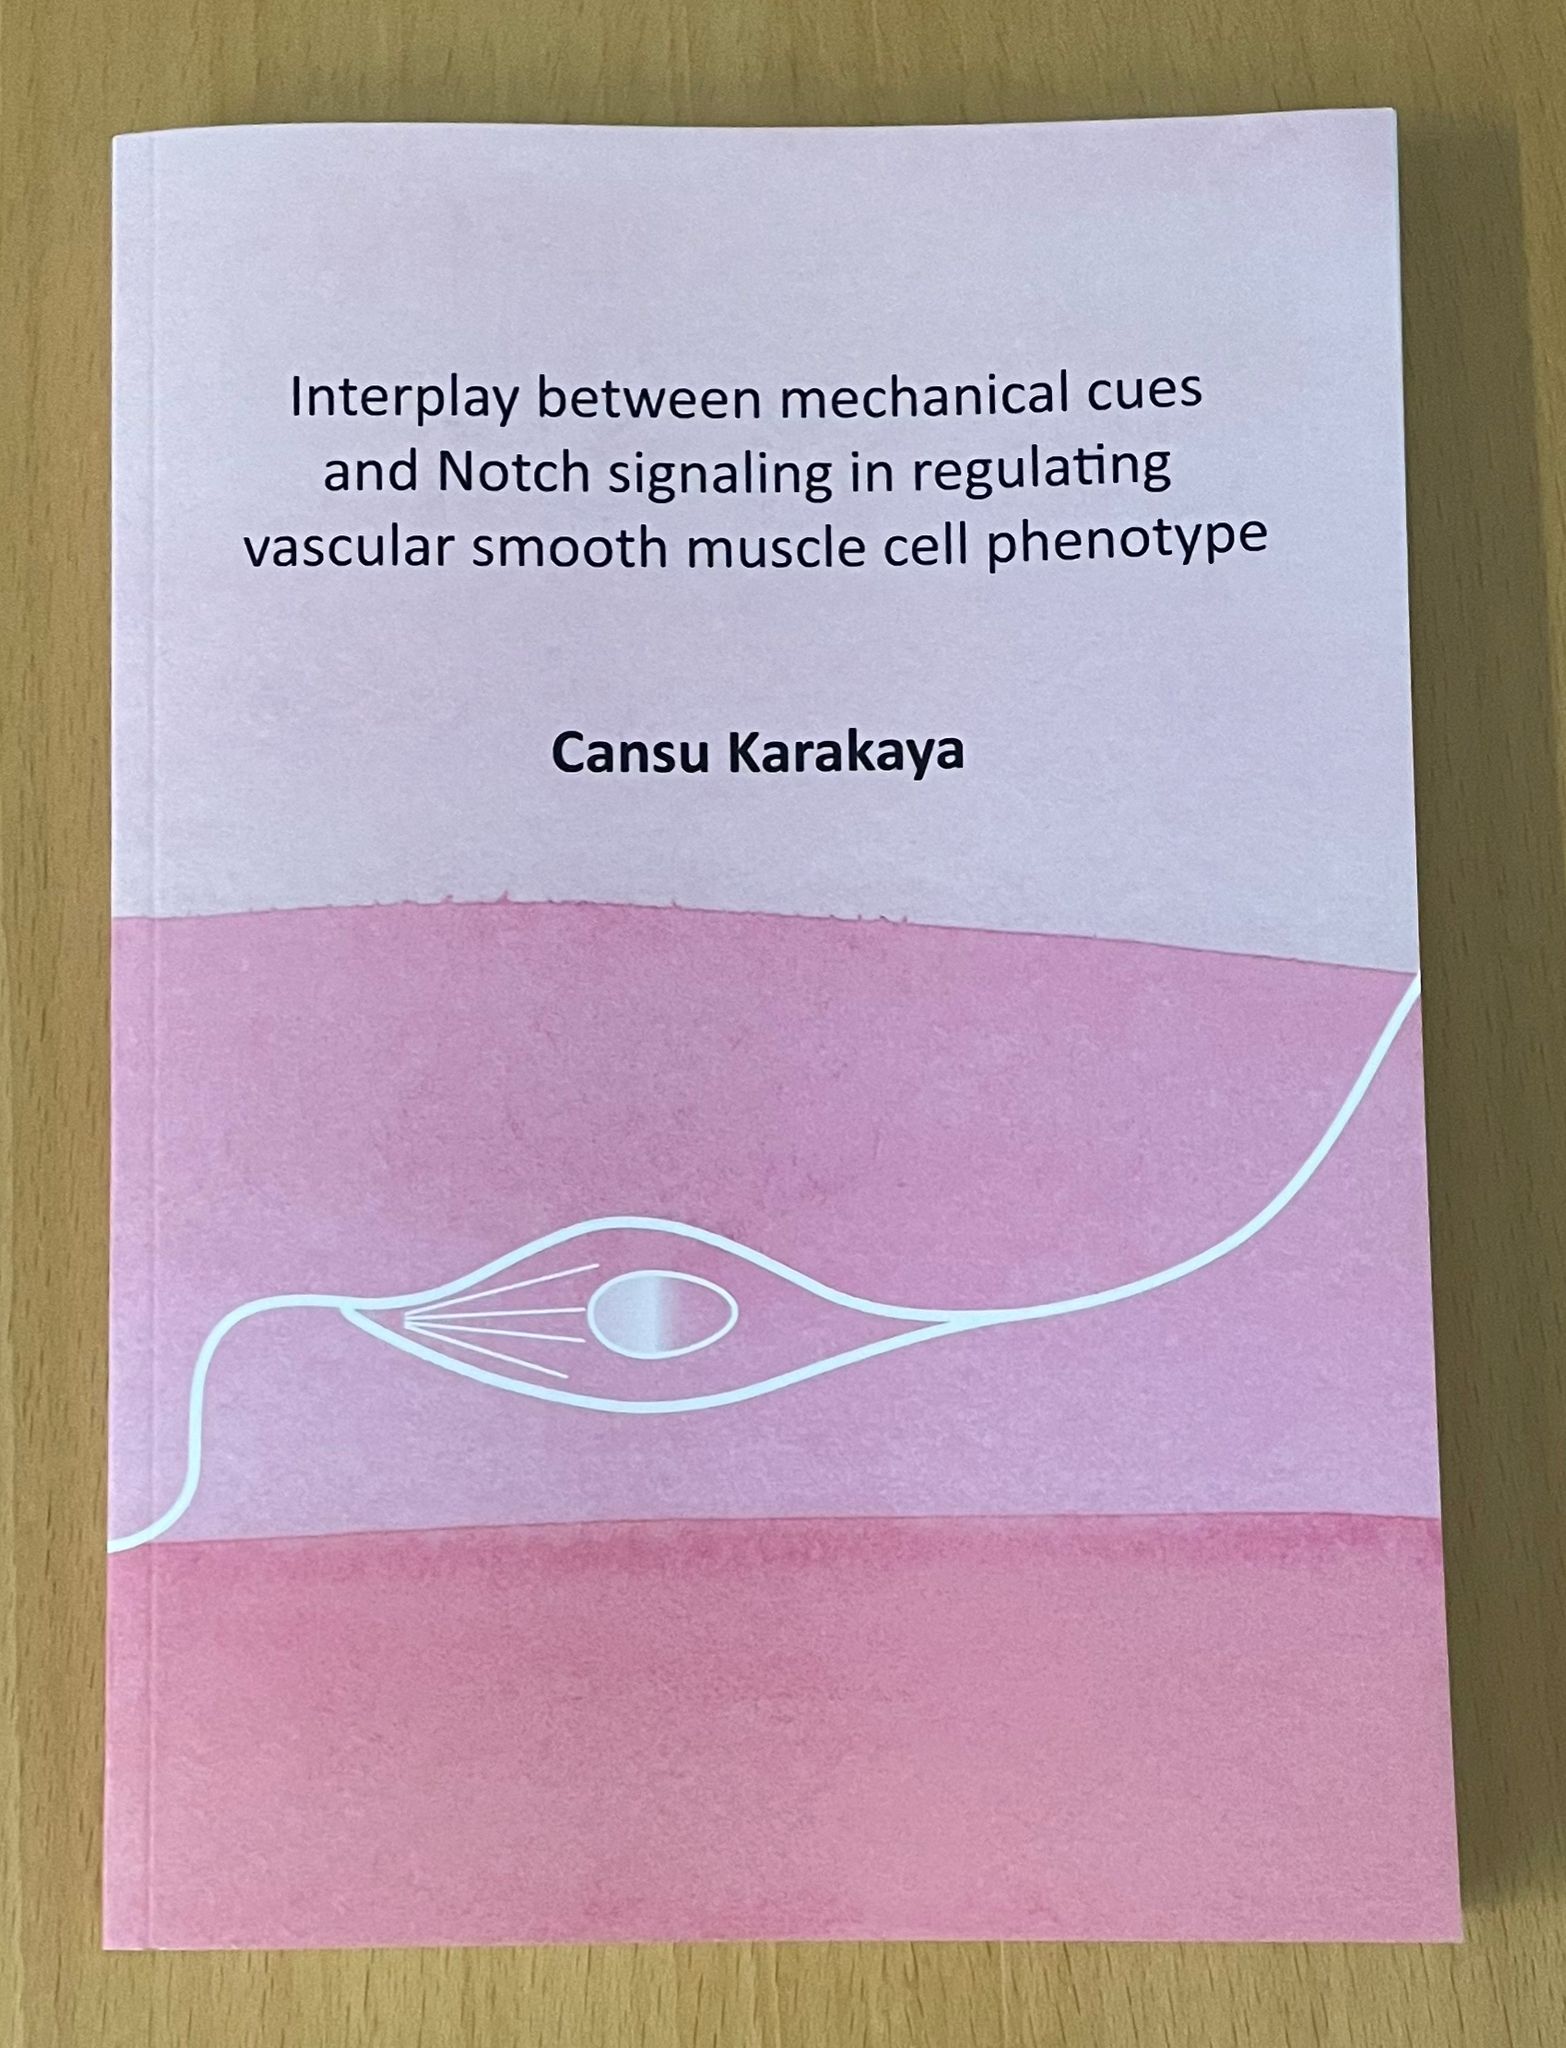 Interplay between mechanical cues
and Notch signaling in regulating
vascular smooth muscle cell phenotype
Cansu Karakaya